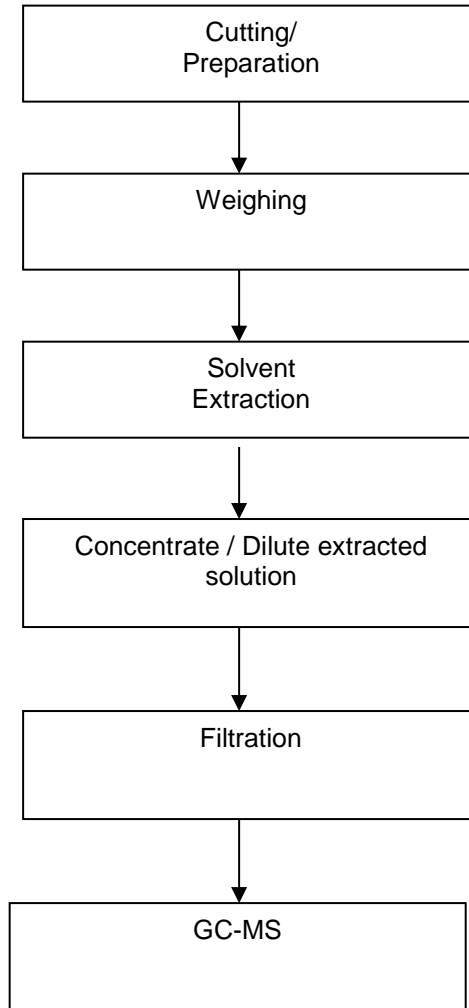 Cutting/
Preparation
Weighing
Solvent
Extraction
Concentrate / Dilute extracted
solution
Filtration
GC-MS